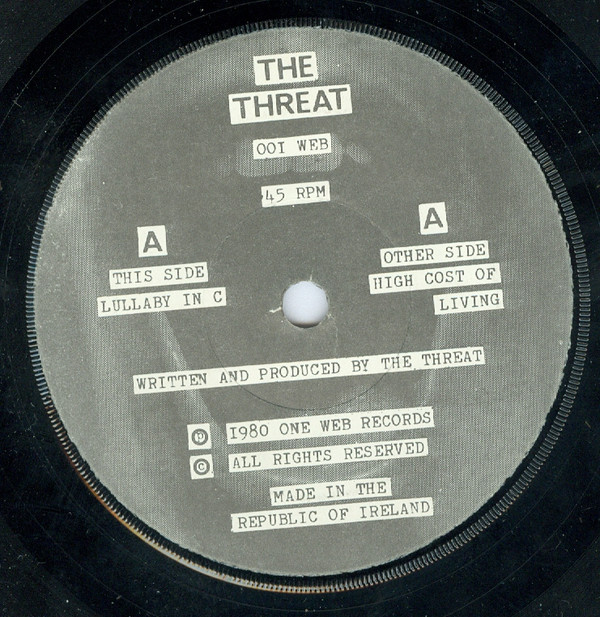 THE
THREAT
001 WEB
45 RPM
A
THIS SIDE
LULLABY IN C
A
OTHER SIDE
HIGH COST OF
LIVING
WRITTEN AND PRODUCED BY THE THREAT
Ⓟ 1980 ONE WEB RECORDS
© ALL RIGHTS RESERVED
MADE IN THE
REPUBLIC OF IRELAND